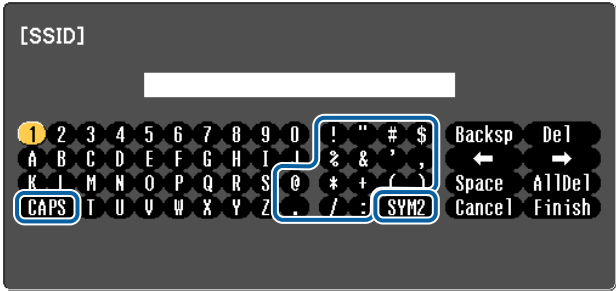 [SSID]
1 2 3 4 5 6 7 8 9 0 ! " # $ Backsp Del
A B C D E F G H I J % & ' , ← →
K L M N O P Q R S @ * + ( ) Space AllDel
CAPS T U V W X Y Z . / : SYM2 Cancel Finish